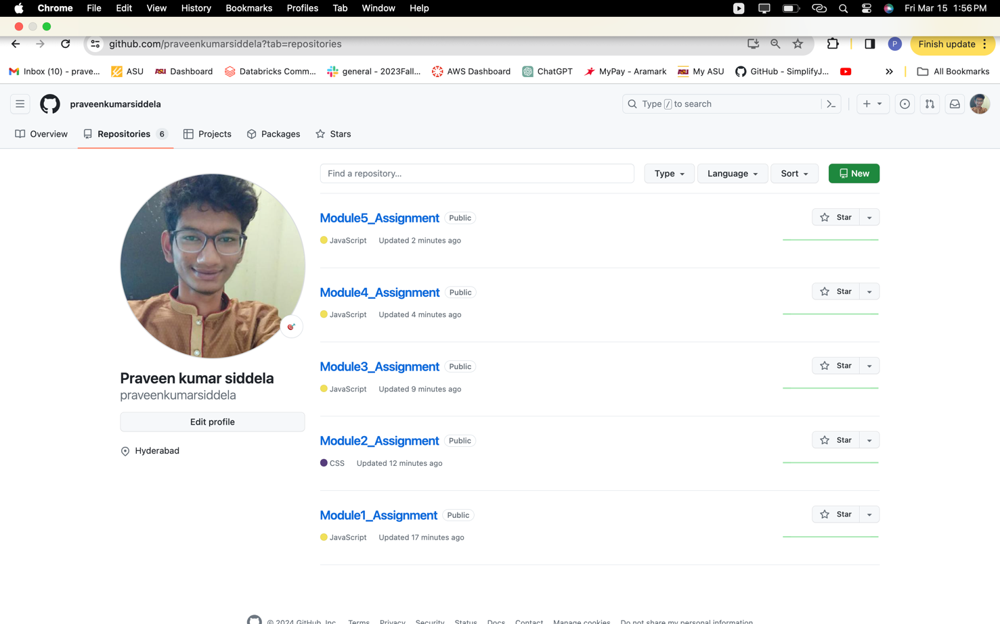 Chrome File Edit View History Bookmarks Profiles Tab Window Help Fri Mar 15 1:56 PM
github.com/praveenkumarsiddela?tab=repositories P Finish update
Inbox (10) - prave... ASU ASU Dashboard Databricks Comm... general - 2023Fall... AWS Dashboard ChatGPT MyPay - Aramark ASU My ASU GitHub - SimplifyJ... » All Bookmarks
praveenkumarsiddela Type / to search
Overview Repositories 6 Projects Packages Stars
Find a repository... Type Language Sort New
Module5_Assignment Public Star
JavaScript Updated 2 minutes ago
Module4_Assignment Public Star
JavaScript Updated 4 minutes ago
Module3_Assignment Public Star
JavaScript Updated 9 minutes ago
Module2_Assignment Public Star
CSS Updated 12 minutes ago
Module1_Assignment Public Star
JavaScript Updated 17 minutes ago
Praveen kumar siddela
praveenkumarsiddela
Edit profile
Hyderabad
© 2024 GitHub, Inc. Terms Privacy Security Status Docs Contact Manage cookies Do not share my personal information